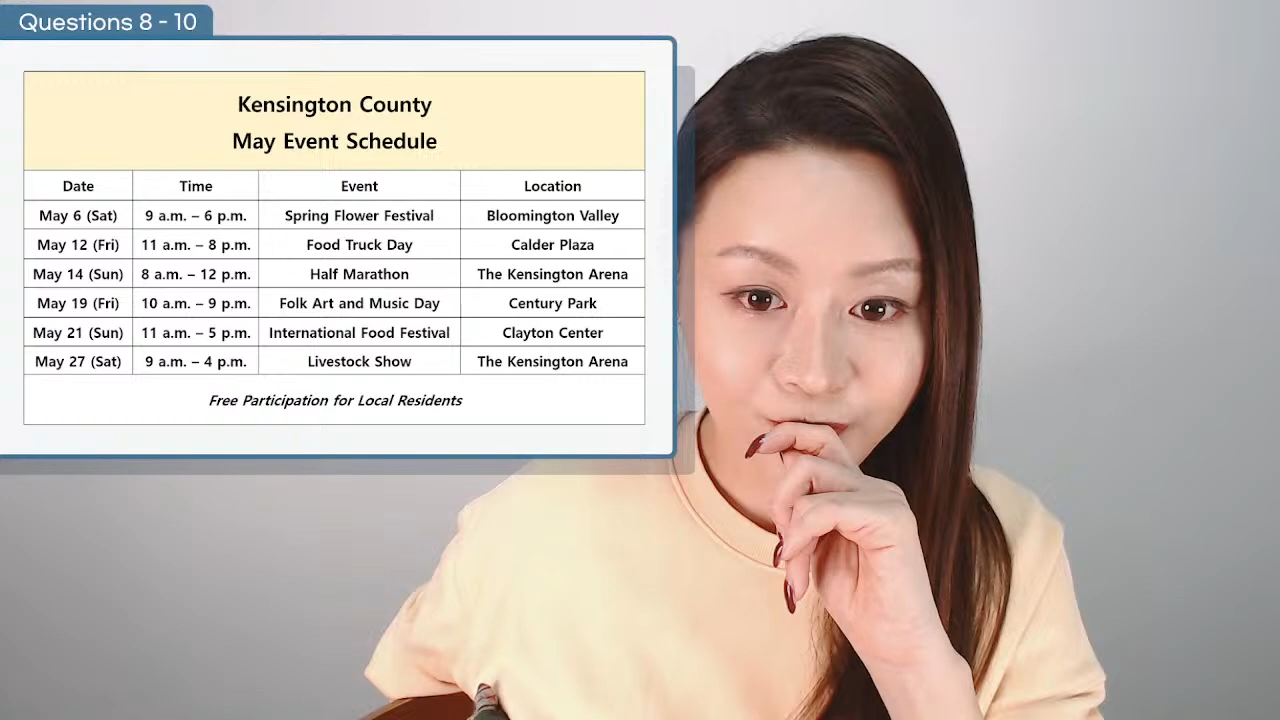 Questions 8 - 10
Kensington County
May Event Schedule
Date Time Event Location
May 6 (Sat) 9 a.m. – 6 p.m. Spring Flower Festival Bloomington Valley
May 12 (Fri) 11 a.m. – 8 p.m. Food Truck Day Calder Plaza
May 14 (Sun) 8 a.m. – 12 p.m. Half Marathon The Kensington Arena
May 19 (Fri) 10 a.m. – 9 p.m. Folk Art and Music Day Century Park
May 21 (Sun) 11 a.m. – 5 p.m. International Food Festival Clayton Center
May 27 (Sat) 9 a.m. – 4 p.m. Livestock Show The Kensington Arena
Free Participation for Local Residents